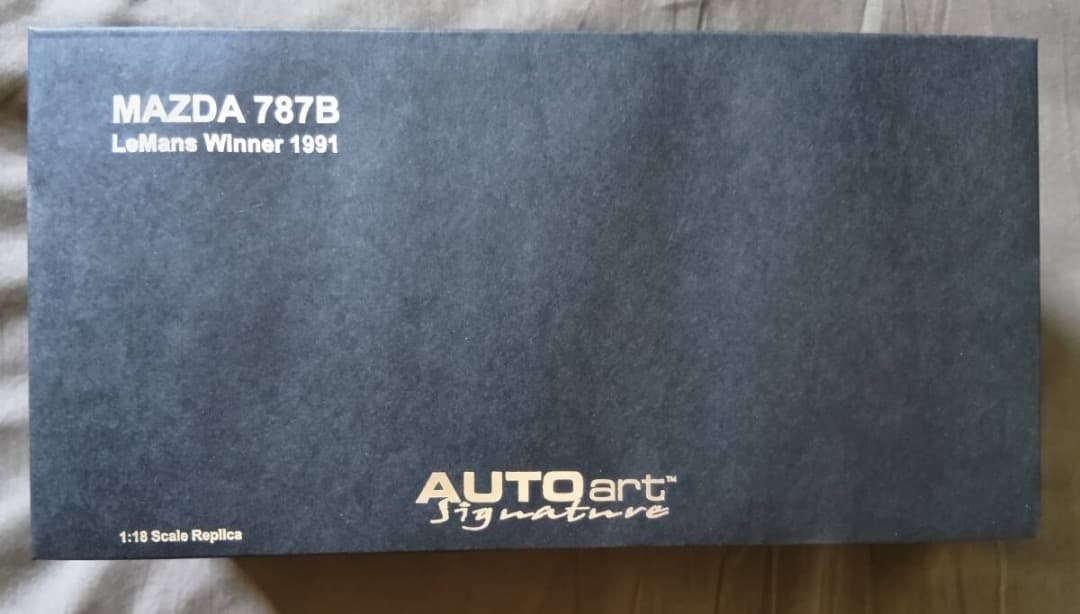 MAZDA 787B
LeMans Winner 1991
AUTOart™
Signature
1:18 Scale Replica